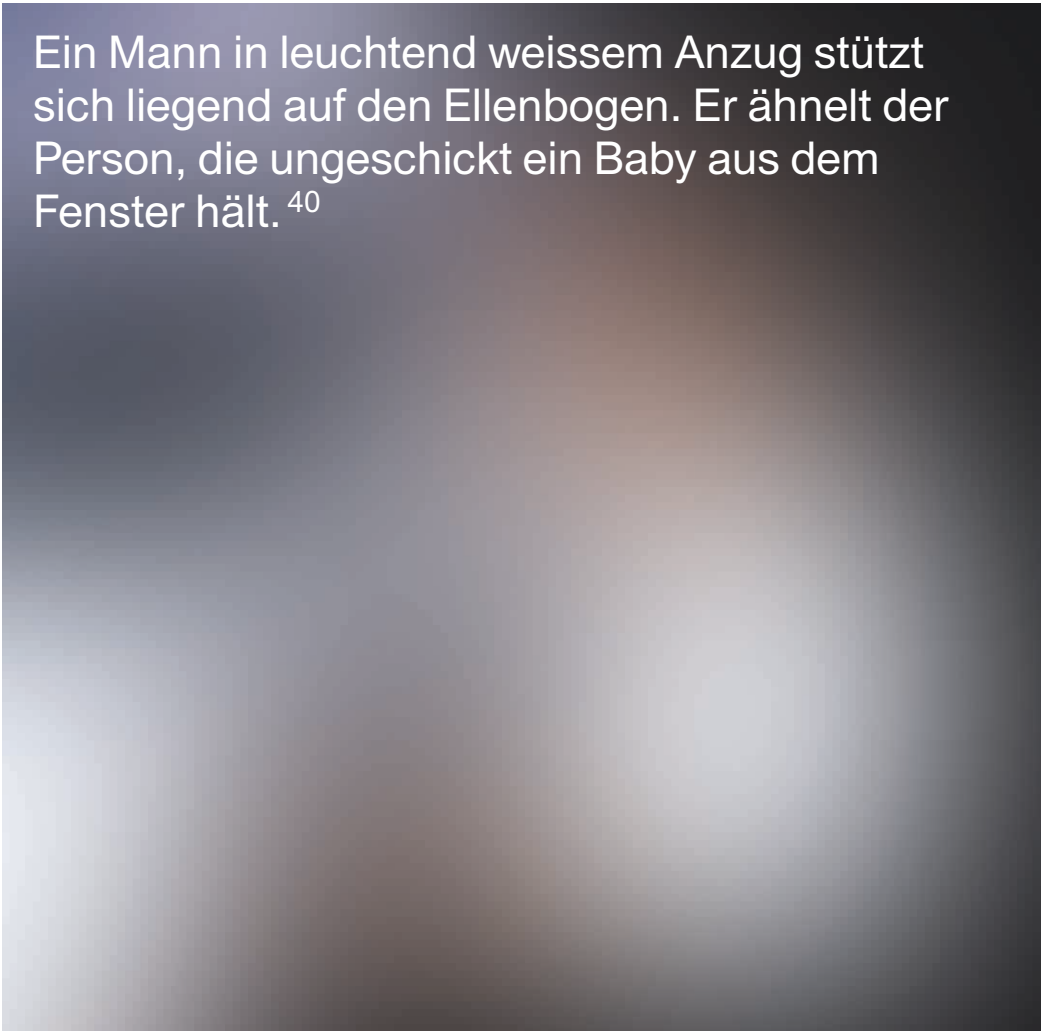 Ein Mann in leuchtend weissem Anzug stützt
sich liegend auf den Ellenbogen. Er ähnelt der
Person, die ungeschickt ein Baby aus dem
Fenster hält. 40